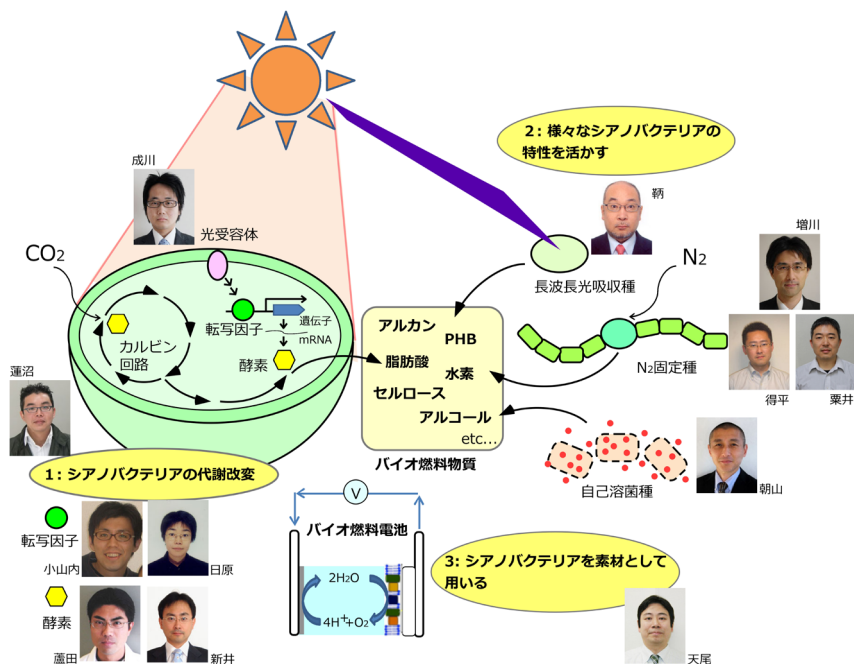 2：様々なシアノバクテリアの
特性を活かす
成川
鞆
増川
光受容体
CO2
N2
長波長光吸収種
転写因子
遺伝子
mRNA
カルビン
回路
酵素
アルカン
PHB
脂肪酸
水素
セルロース
アルコール
etc...
バイオ燃料物質
N2固定種
得平
粟井
蓮沼
自己溶菌種
朝山
1：シアノバクテリアの代謝改変
転写因子
小山内
日原
酵素
蘆田
新井
V
バイオ燃料電池
2H2O
4H++O2
3: シアノバクテリアを素材として
用いる
天尾